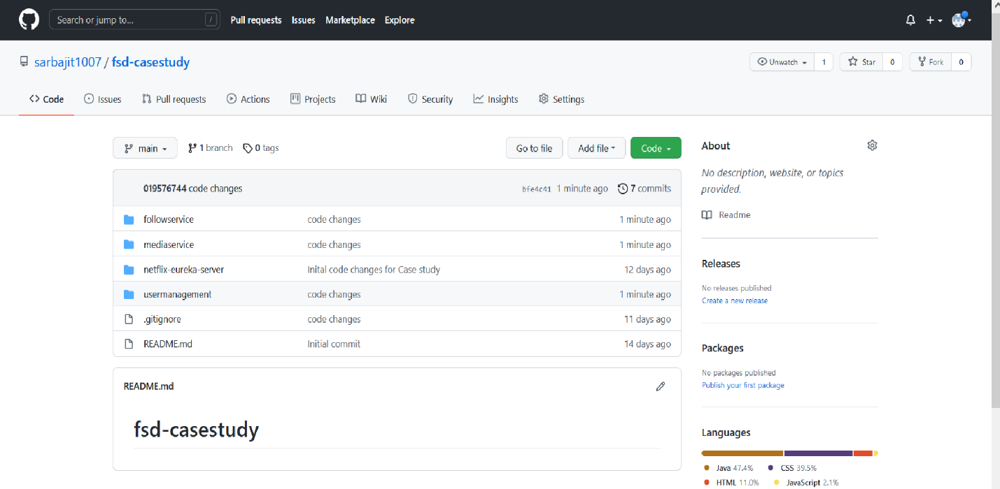 Search or jump to... /
Pull requests Issues Marketplace Explore
sarbajit1007 / fsd-casestudy
Unwatch 1 Star 0 Fork 0
Code Issues Pull requests Actions Projects Wiki Security Insights Settings
main 1 branch 0 tags
Go to file Add file Code
019576744 code changes bfe4c41 1 minute ago 7 commits
followservice code changes 1 minute ago
mediaservice code changes 1 minute ago
netflix-eureka-server Inital code changes for Case study 12 days ago
usermanagement code changes 1 minute ago
.gitignore code changes 11 days ago
README.md Initial commit 14 days ago
README.md
fsd-casestudy
About
No description, website, or topics
provided.
Readme
Releases
No releases published
Create a new release
Packages
No packages published
Publish your first package
Languages
Java 47.4% CSS 39.5%
HTML 11.0% JavaScript 2.1%